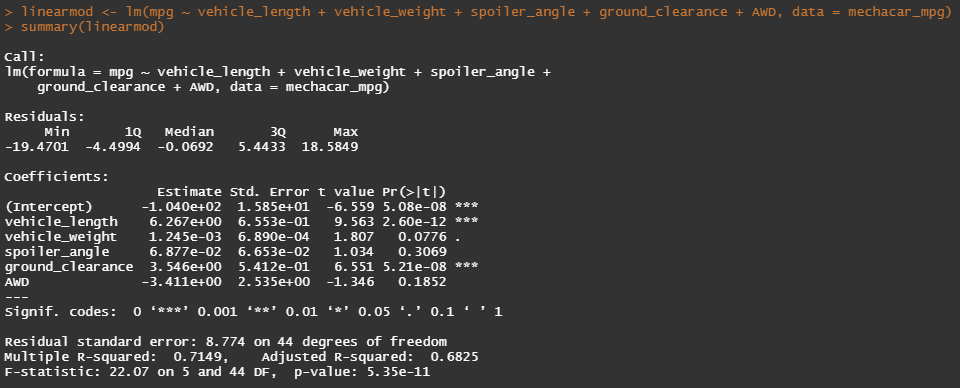 > linearmod <- lm(mpg ~ vehicle_length + vehicle_weight + spoiler_angle + ground_clearance + AWD, data = mechacar_mpg)
> summary(linearmod)

Call:
lm(formula = mpg ~ vehicle_length + vehicle_weight + spoiler_angle +
    ground_clearance + AWD, data = mechacar_mpg)

Residuals:
     Min       1Q   Median       3Q      Max
-19.4701  -4.4994  -0.0692   5.4433  18.5849

Coefficients:
                   Estimate Std. Error t value Pr(>|t|)
(Intercept)      -1.040e+02  1.585e+01  -6.559 5.08e-08 ***
vehicle_length    6.267e+00  6.553e-01   9.563 2.60e-12 ***
vehicle_weight    1.245e-03  6.890e-04   1.807   0.0776 .
spoiler_angle     6.877e-02  6.653e-02   1.034   0.3069
ground_clearance  3.546e+00  5.412e-01   6.551 5.21e-08 ***
AWD              -3.411e+00  2.535e+00  -1.346   0.1852
---
Signif. codes:  0 ‘***’ 0.001 ‘**’ 0.01 ‘*’ 0.05 ‘.’ 0.1 ‘ ’ 1

Residual standard error: 8.774 on 44 degrees of freedom
Multiple R-squared:  0.7149,    Adjusted R-squared:  0.6825
F-statistic: 22.07 on 5 and 44 DF,  p-value: 5.35e-11